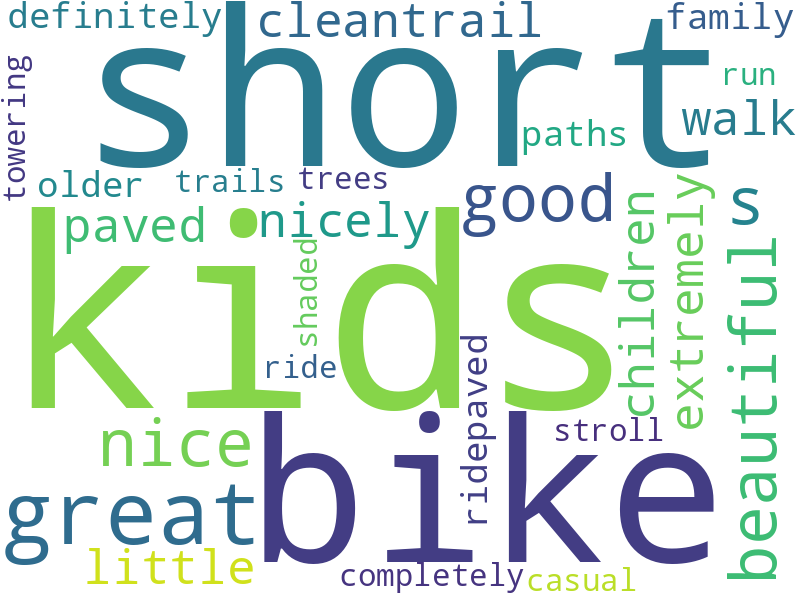 definitely
cleantrail
family
short
run
towering
walk
paths
older
trails
trees
good
s
paved
nicely
kids
children
extremely
beautiful
shaded
ride
ridepaved
nice
bike
stroll
great
little
completely
casual